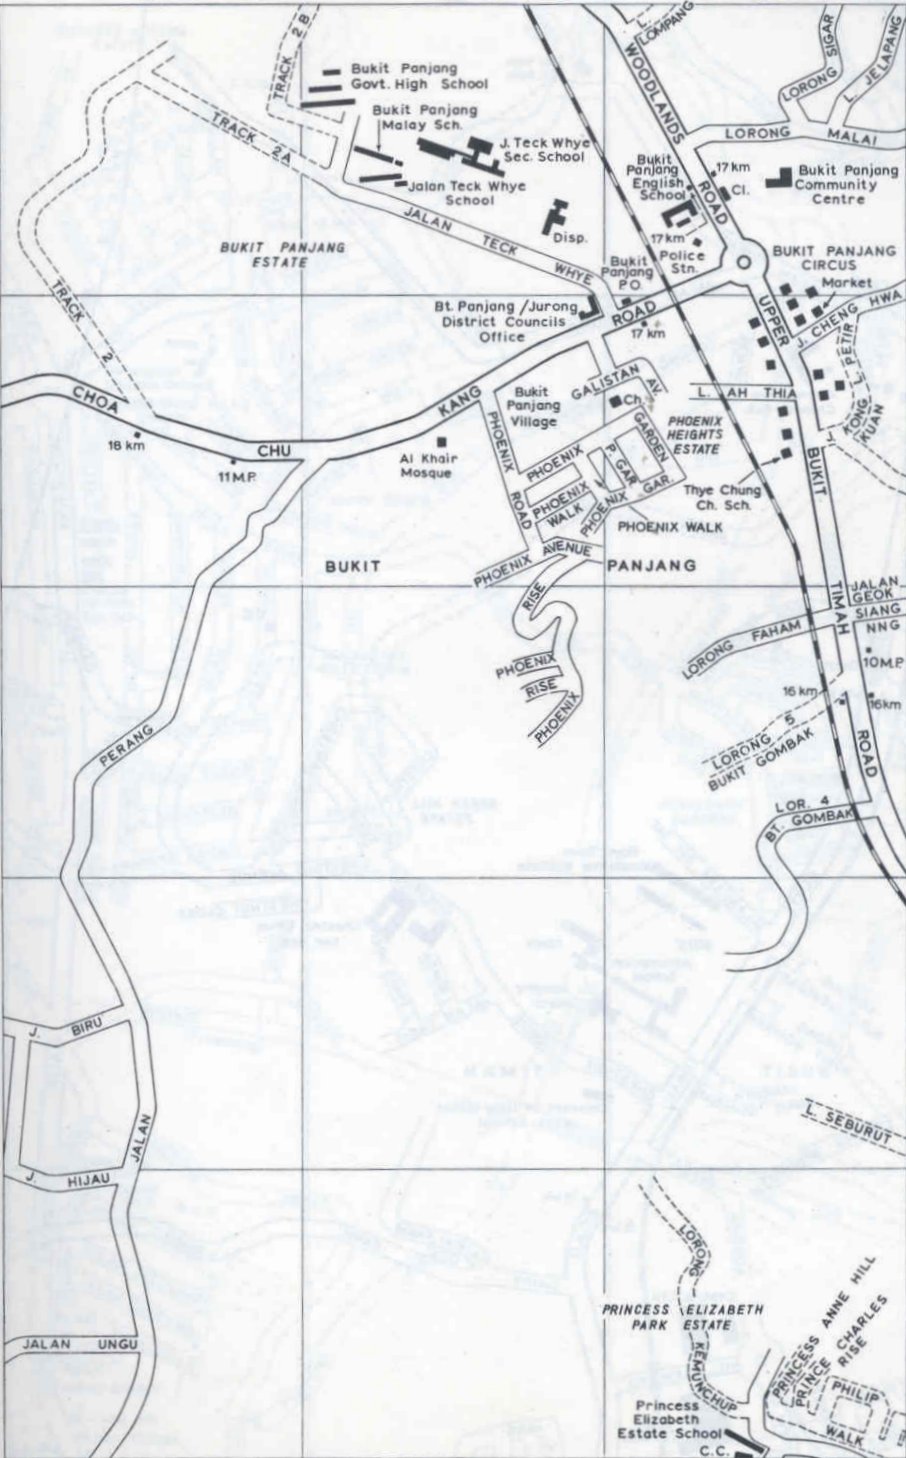 LOMPANG
WOODLANDS
ROAD
LORONG SIGAR
L. JELAPANG
LORONG MALAI
TRACK 2B
Bukit Panjang
Govt. High School
Bukit Panjang
Malay Sch.
TRACK 2A
J. Teck Whye
Sec. School
Jalan Teck Whye
School
Bukit
Panjang
English
School
17 km
Cl.
Bukit Panjang
Community
Centre
JALAN TECK WHYE
Disp.
17 km
Police
Stn.
BUKIT PANJANG
ESTATE
BUKIT PANJANG
CIRCUS
Market
Bukit
Panjang
P.O.
TRACK 2
Bt. Panjang / Jurong
District Councils
Office
ROAD
17 km
UPPER
J. CHENG HWA
L. PETIR
CHOA
CHU
KANG
18 km
11 M.P.
Al Khair
Mosque
Bukit
Panjang
Village
GALISTAN AV.
Ch.
L. AH THIA
PHOENIX
HEIGHTS
ESTATE
J. TONG
KUAN
PHOENIX
ROAD
PHOENIX
GARDEN
P. GAR
PHOENIX GAR.
PHOENIX
WALK
PHOENIX WALK
Thye Chung
Ch. Sch.
BUKIT
PHOENIX AVENUE
BUKIT PANJANG
RISE
PHOENIX
RISE
PHOENIX
TIMAH
JALAN
GEOK
SIANG
NNG
LORONG FAHAM
10 M.P.
16 km
16 km
LORONG 5
BUKIT GOMBAK
ROAD
LOR. 4
BT. GOMBAK
PERANG
J. BIRU
JALAN
J. HIJAU
JALAN UNGU
L. SEBURUT
LORONG
KEMUNCHUP
PRINCESS ELIZABETH
PARK ESTATE
PRINCESS ANNE HILL
PRINCE CHARLES
RISE
PHILIP
WALK
Princess
Elizabeth
Estate School
C.C.